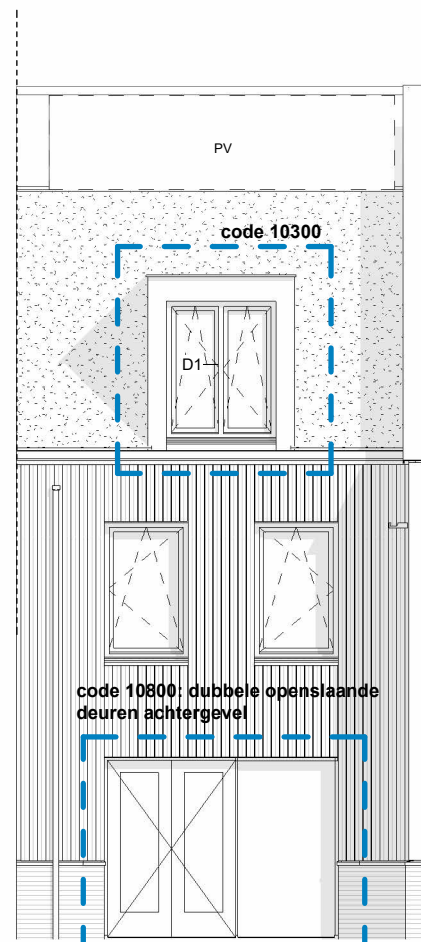 PV
code 10300
D1
code 10800: dubbele openslaande
deuren achtergevel